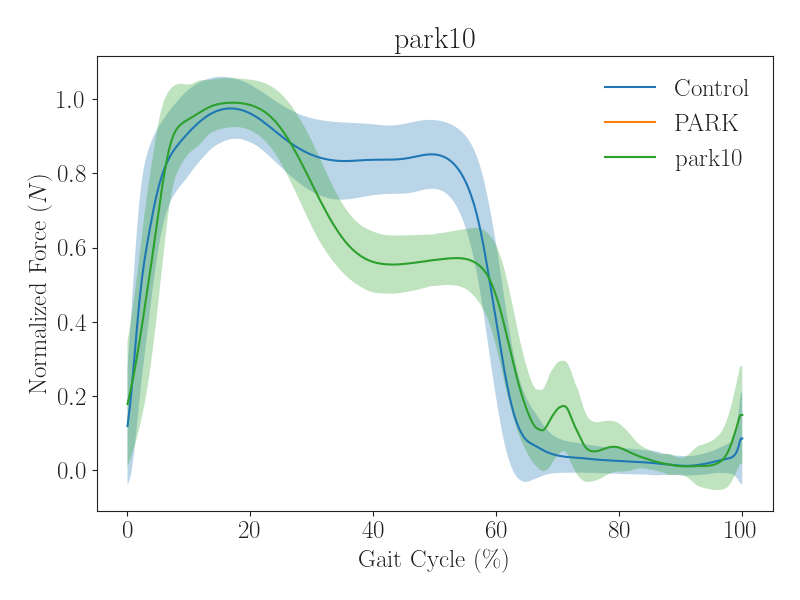 park10
Control
PARK
park10
Normalized Force (N)
1.0
0.8
0.6
0.4
0.2
0.0
0 20 40 60 80 100
Gait Cycle (%)